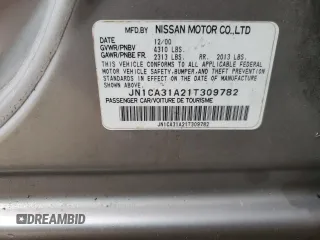 MFD.BY NISSAN MOTOR CO.,LTD
DATE 12/00
GVWR/PNBV 4310 LBS.
GAWR/PNBE FR. 2313 LBS. RR. 2013 LBS.
THIS VEHICLE CONFORMS TO ALL APPLICABLE FEDERAL
MOTOR VEHICLE SAFETY,BUMPER,AND THEFT PREVENTION
STANDARDS IN EFFECT ON THE DATE OF MANUFACTURE
SHOWN ABOVE.
JN1CA31A21T309782
PASSENGER CAR/VOITURE DE TOURISME
JN1CA31A21T309782
DREAMBID
DREAMBID.COM